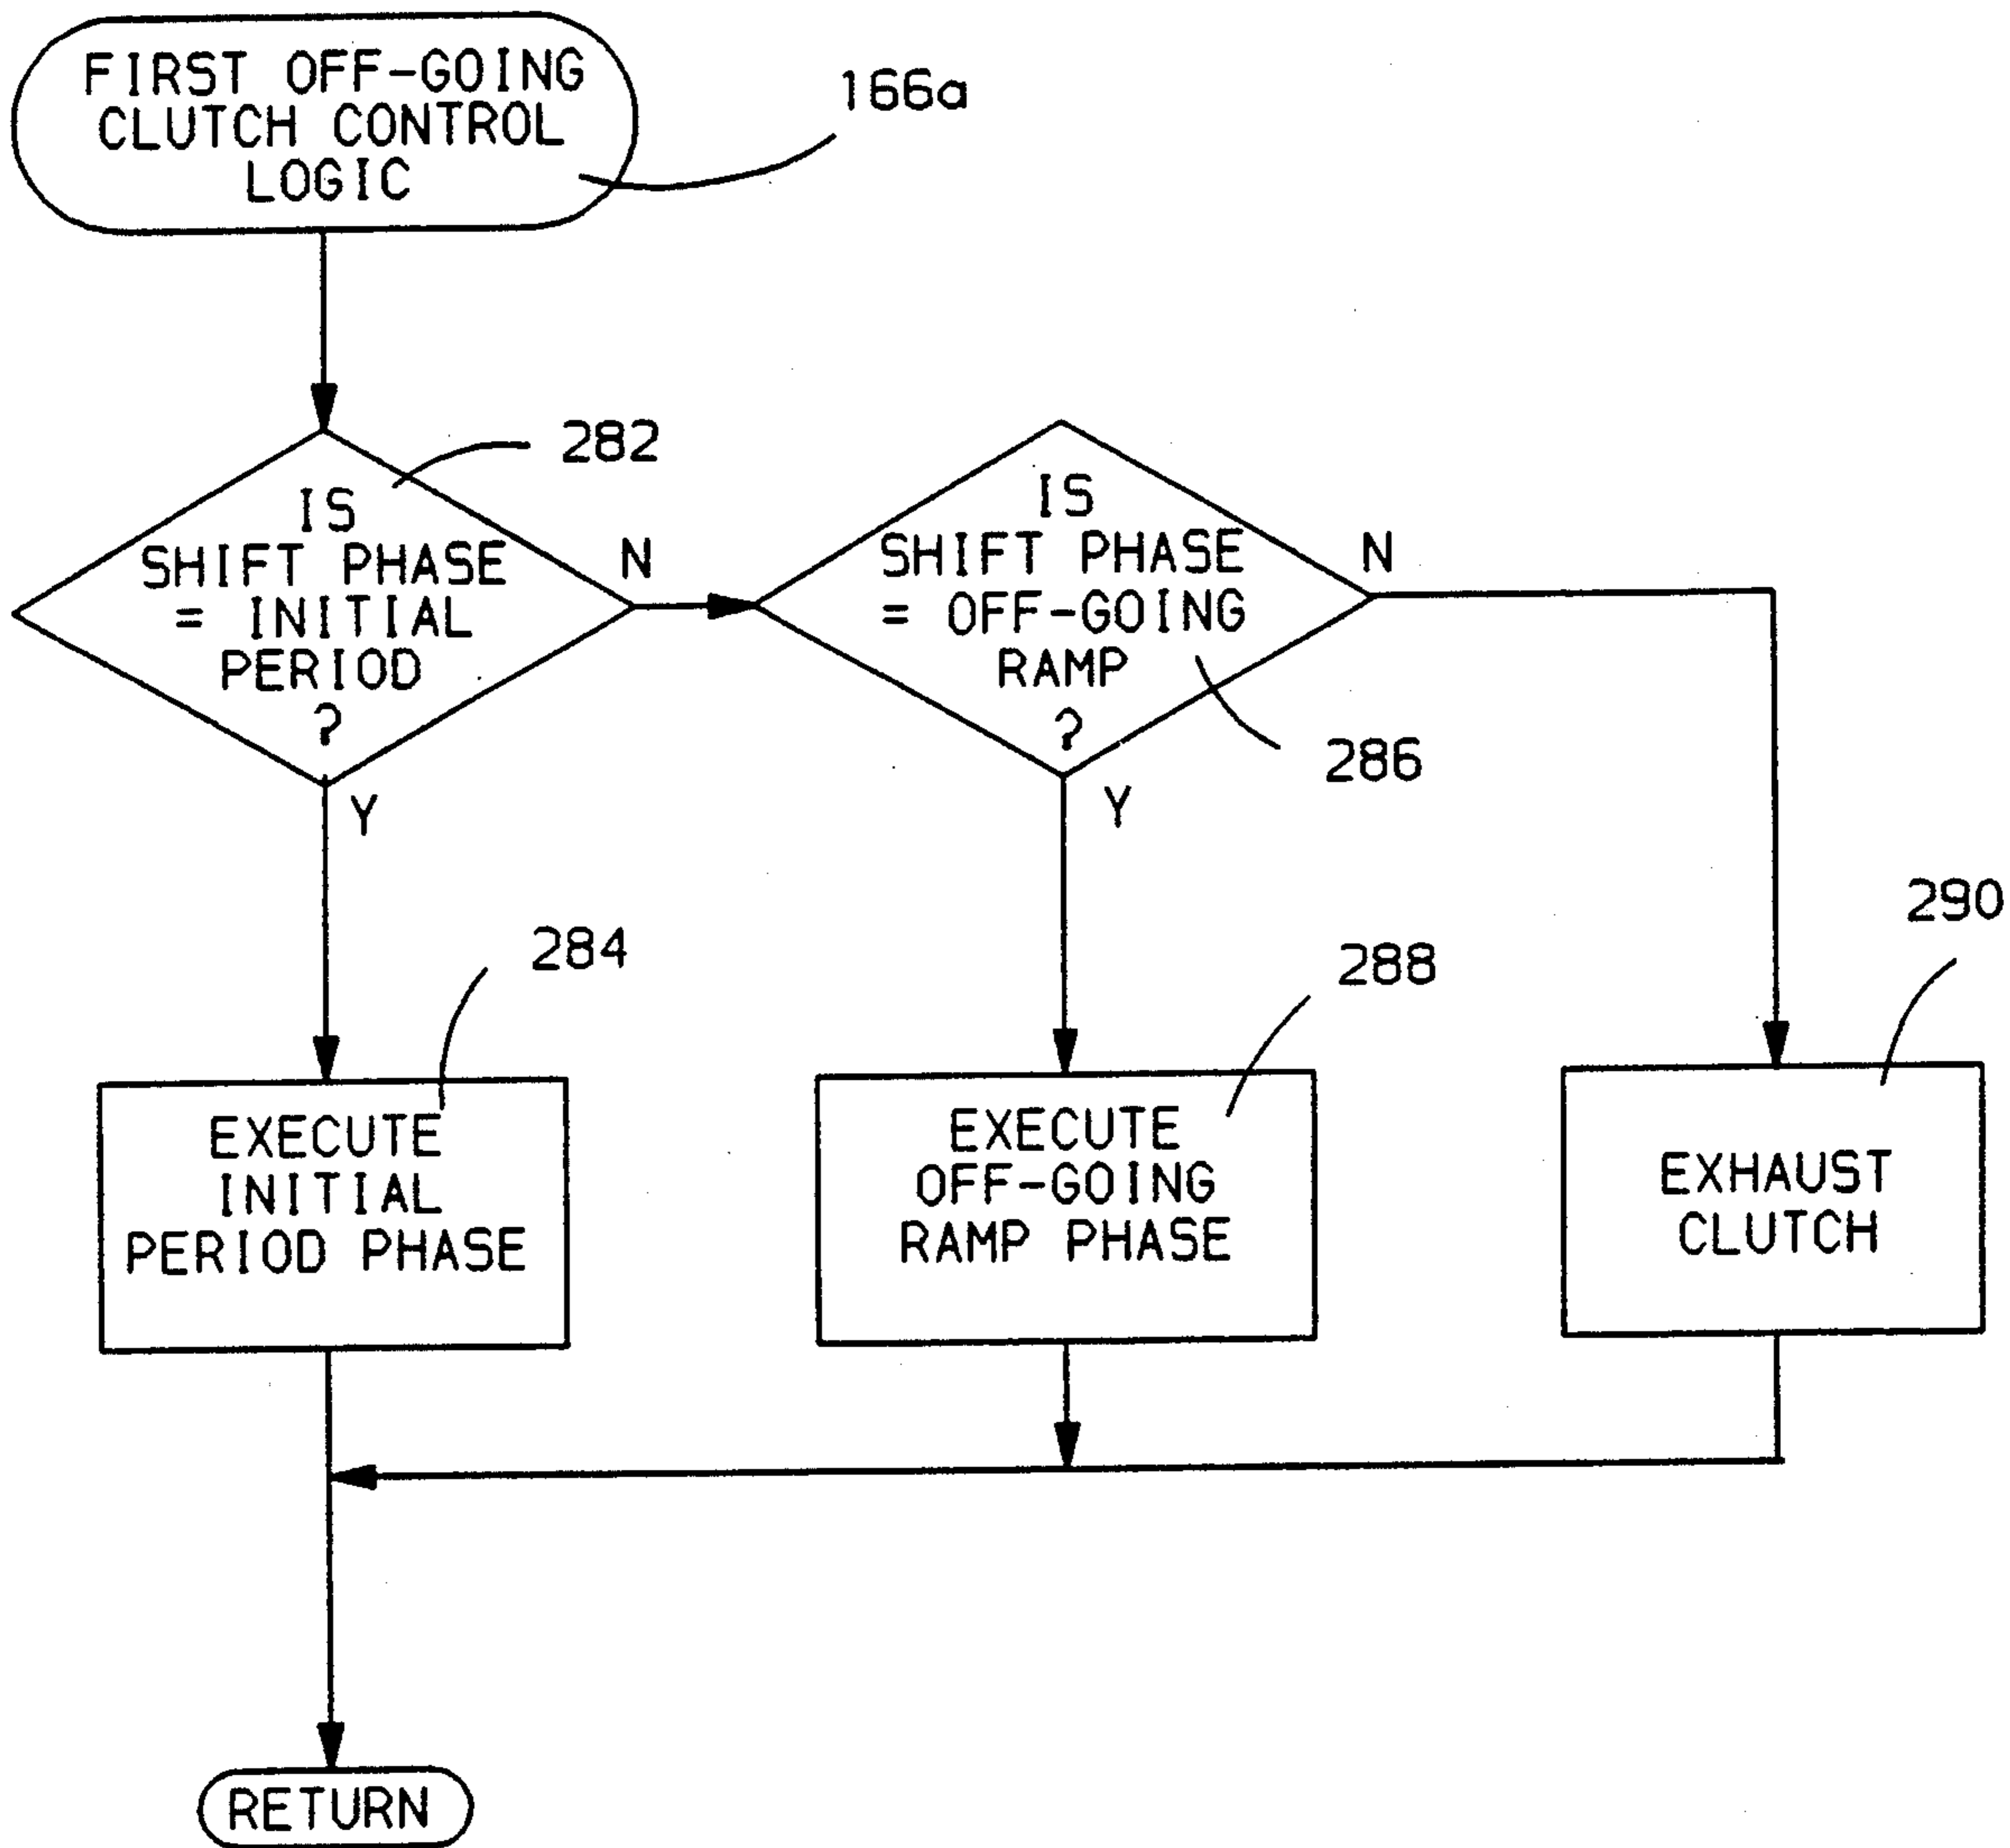 FIRST OFF-GOING
CLUTCH CONTROL
LOGIC
166a
282
IS
SHIFT PHASE
= INITIAL
PERIOD
?
N
Y
IS
SHIFT PHASE
= OFF-GOING
RAMP
?
N
286
Y
284
288
290
EXECUTE
INITIAL
PERIOD PHASE
EXECUTE
OFF-GOING
RAMP PHASE
EXHAUST
CLUTCH
RETURN